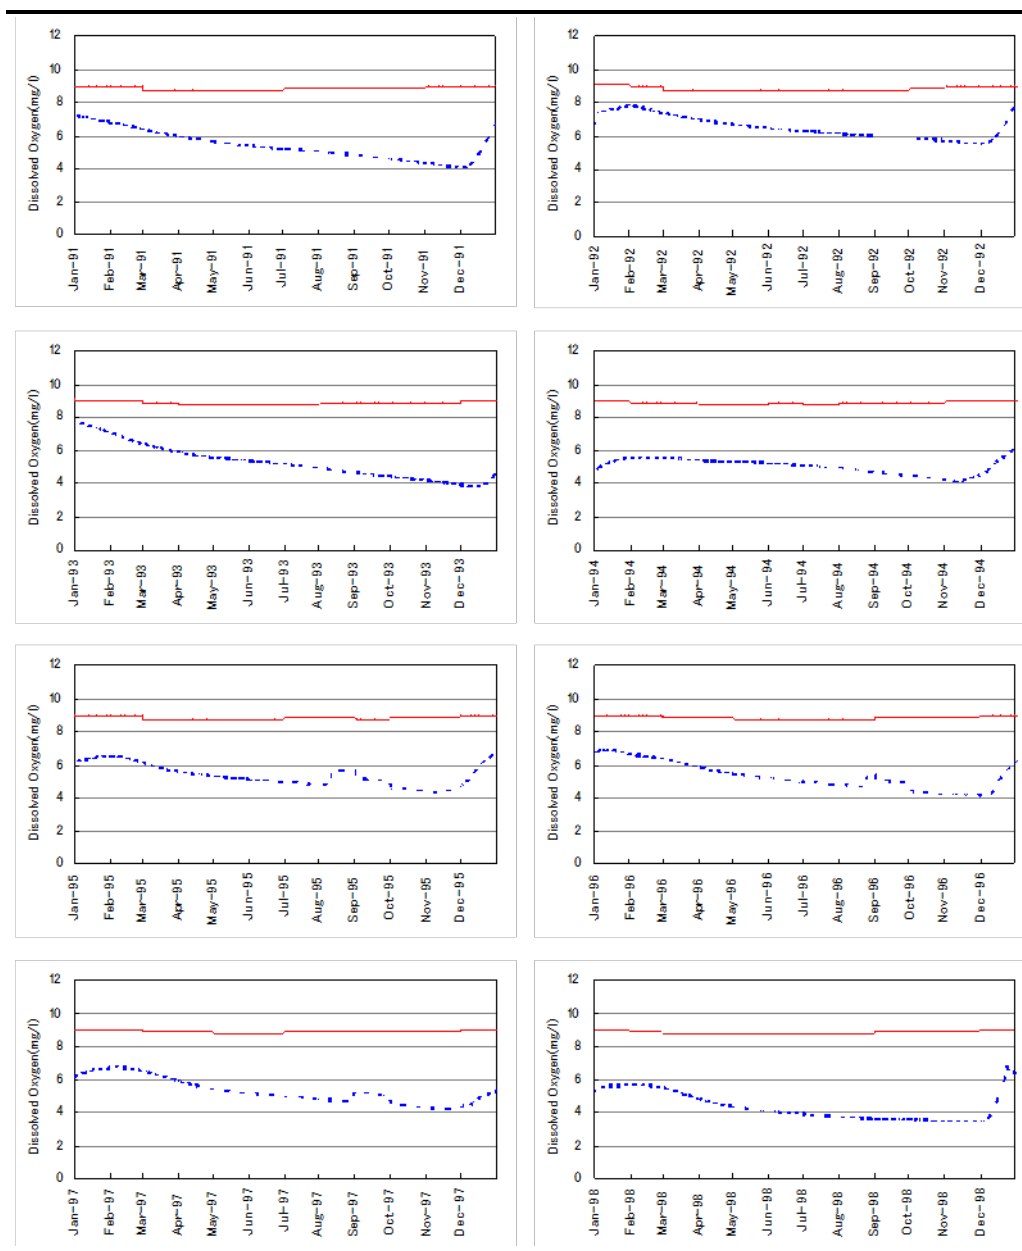 Dissolved Oxygen(mg/l)
12
10
8
6
4
2
0
Jan-91
Feb-91
Mar-91
Apr-91
May-91
Jun-91
Jul-91
Aug-91
Sep-91
Oct-91
Nov-91
Dec-91
Dissolved Oxygen(mg/l)
12
10
8
6
4
2
0
Jan-92
Feb-92
Mar-92
Apr-92
May-92
Jun-92
Jul-92
Aug-92
Sep-92
Oct-92
Nov-92
Dec-92
Dissolved Oxygen(mg/l)
12
10
8
6
4
2
0
Jan-93
Feb-93
Mar-93
Apr-93
May-93
Jun-93
Jul-93
Aug-93
Sep-93
Oct-93
Nov-93
Dec-93
Dissolved Oxygen(mg/l)
12
10
8
6
4
2
0
Jan-94
Feb-94
Mar-94
Apr-94
May-94
Jun-94
Jul-94
Aug-94
Sep-94
Oct-94
Nov-94
Dec-94
Dissolved Oxygen(mg/l)
12
10
8
6
4
2
0
Jan-95
Feb-95
Mar-95
Apr-95
May-95
Jun-95
Jul-95
Aug-95
Sep-95
Oct-95
Nov-95
Dec-95
Dissolved Oxygen(mg/l)
12
10
8
6
4
2
0
Jan-96
Feb-96
Mar-96
Apr-96
May-96
Jun-96
Jul-96
Aug-96
Sep-96
Oct-96
Nov-96
Dec-96
Dissolved Oxygen(mg/l)
12
10
8
6
4
2
0
Jan-97
Feb-97
Mar-97
Apr-97
May-97
Jun-97
Jul-97
Aug-97
Sep-97
Oct-97
Nov-97
Dec-97
Dissolved Oxygen(mg/l)
12
10
8
6
4
2
0
Jan-98
Feb-98
Mar-98
Apr-98
May-98
Jun-98
Jul-98
Aug-98
Sep-98
Oct-98
Nov-98
Dec-98